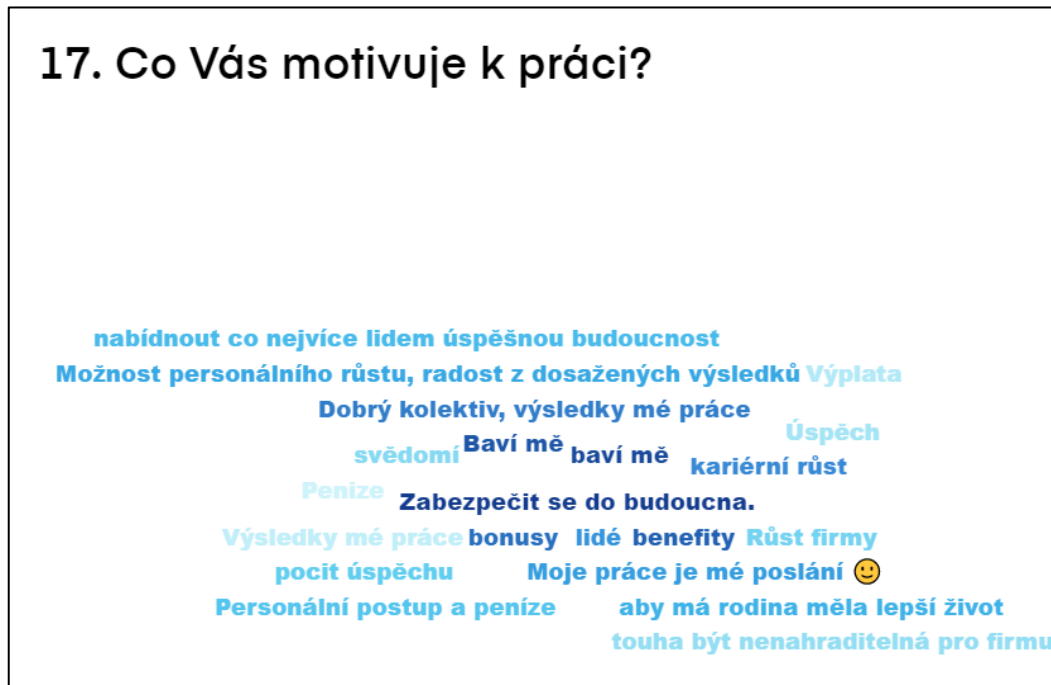 17. Co Vás motivuje k práci?
nabídnout co nejvíce lidem úspěšnou budoucnost
Možnost personálního růstu, radost z dosažených výsledků Výplata
Dobrý kolektiv, výsledky mé práce
Úspěch
svědomí Baví mě baví mě
kariérní růst
Penize
Zabezpečit se do budoucna.
Výsledky mé práce bonusy lidé benefity Růst firmy
pocit úspěchu Moje práce je mé poslání 🙂
Personální postup a peníze aby má rodina měla lepší život
touha být nenahraditelná pro firmu